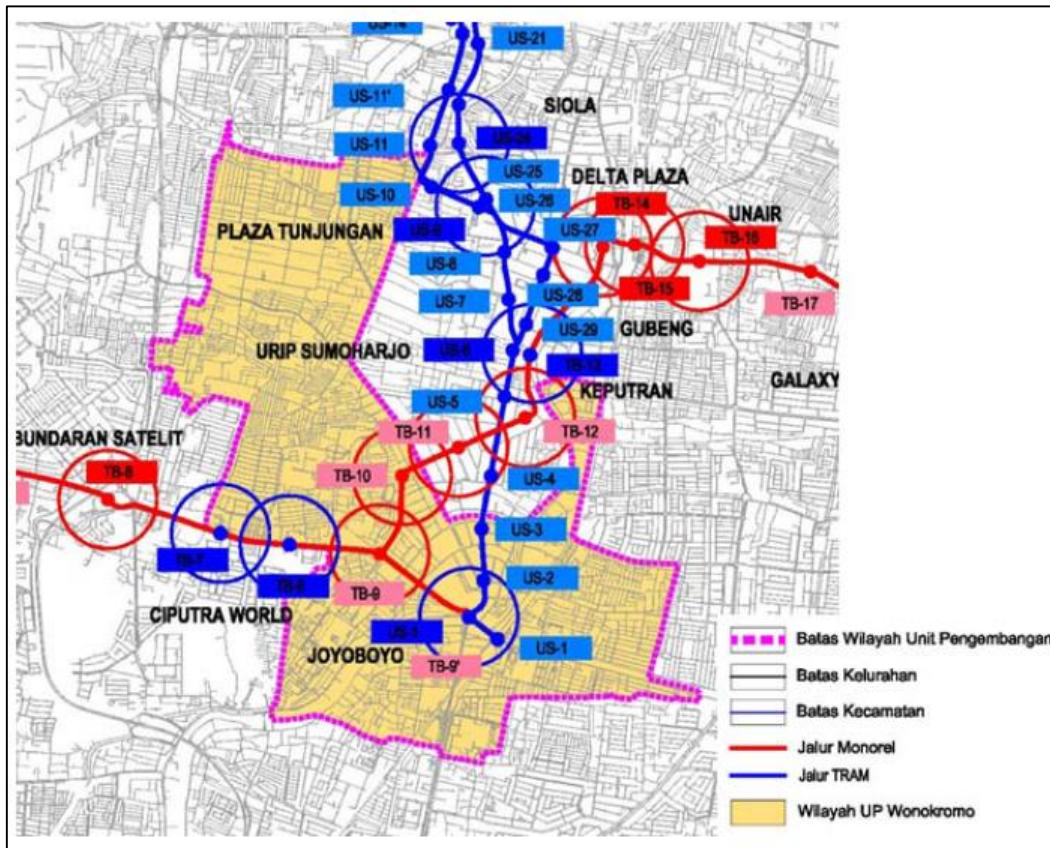 US-21
US-11'
SIOLA
US-11
US-24
US-25
DELTA PLAZA
US-10
US-26
TB-14
UNAIR
PLAZA TUNJUNGAN
US-9
US-27
TB-16
US-8
US-7
US-28
TB-15
TB-17
US-29
GUBENG
URIP SUMOHARJO
US-6
TB-13
GALAXY
KEPUTRAN
US-5
BUNDARAN SATELIT
TB-11
TB-12
TB-8
TB-10
US-4
US-3
TB-7
TB-9
US-2
CIPUTRA WORLD
JOYOBOYO
US-1
TB-9'
Batas Wilayah Unit Pengembangan
Batas Kelurahan
Batas Kecamatan
Jalur Monorel
Jalur TRAM
Wilayah UP Wonokromo